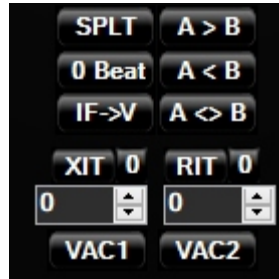 SPLT A > B
0 Beat A < B
IF->V A <> B
XIT 0 RIT 0
0 0
VAC1 VAC2